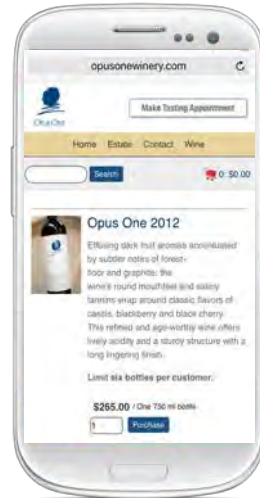 opusonewinery.com
Opus One
Make Tasting Appointment
Home Estate Contact Wine
Search
0: $0.00
Opus One 2012
Effusing dark fruit aromas accentuated
by subtler notes of forest-
floor and graphite; the
wine's round mouthfeel and satiny
tannins wrap around classic flavors of
cassis, blackberry and black cherry.
This refined and age-worthy wine offers
lively acidity and a sturdy structure with a
long lingering finish.
Limit six bottles per customer.
$265.00 / One 750 ml bottle
1 Purchase